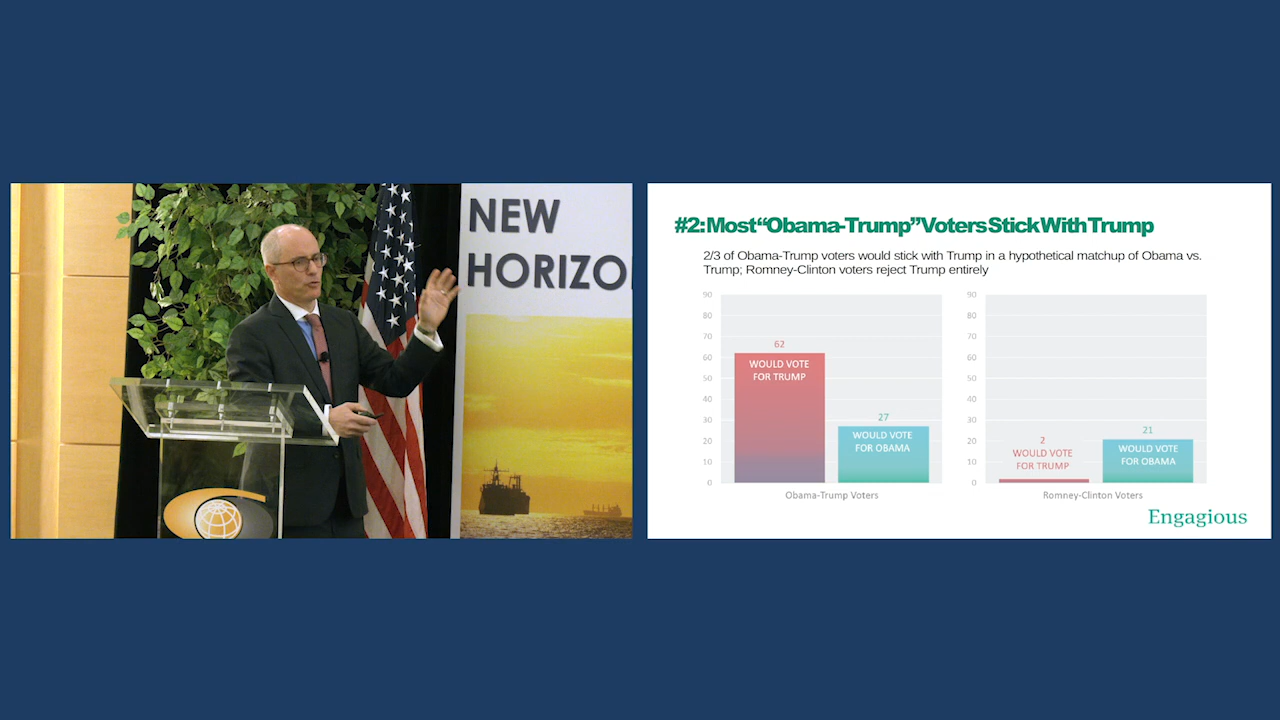 NEW
HORIZO
#2: Most “Obama-Trump” Voters Stick With Trump
2/3 of Obama-Trump voters would stick with Trump in a hypothetical matchup of Obama vs.
Trump; Romney-Clinton voters reject Trump entirely
90
80
70
60
50
40
30
20
10
0
62
WOULD VOTE
FOR TRUMP
27
WOULD VOTE
FOR OBAMA
Obama-Trump Voters
90
80
70
60
50
40
30
20
10
0
2
WOULD VOTE
FOR TRUMP
21
WOULD VOTE
FOR OBAMA
Romney-Clinton Voters
Engagious